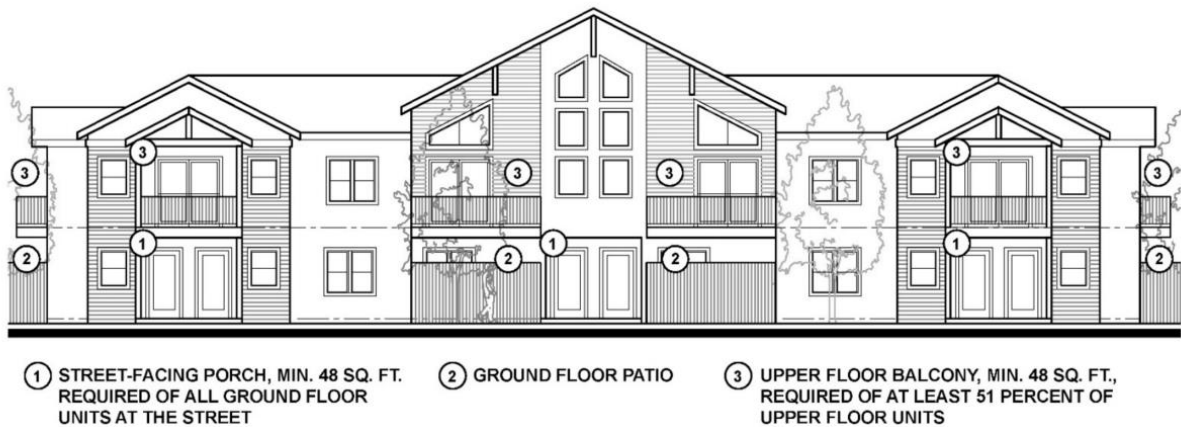 3
3
3
3
3
3
1
1
1
2
2
2
2
1 STREET-FACING PORCH, MIN. 48 SQ. FT.
REQUIRED OF ALL GROUND FLOOR
UNITS AT THE STREET
2 GROUND FLOOR PATIO
3 UPPER FLOOR BALCONY, MIN. 48 SQ. FT.,
REQUIRED OF AT LEAST 51 PERCENT OF
UPPER FLOOR UNITS